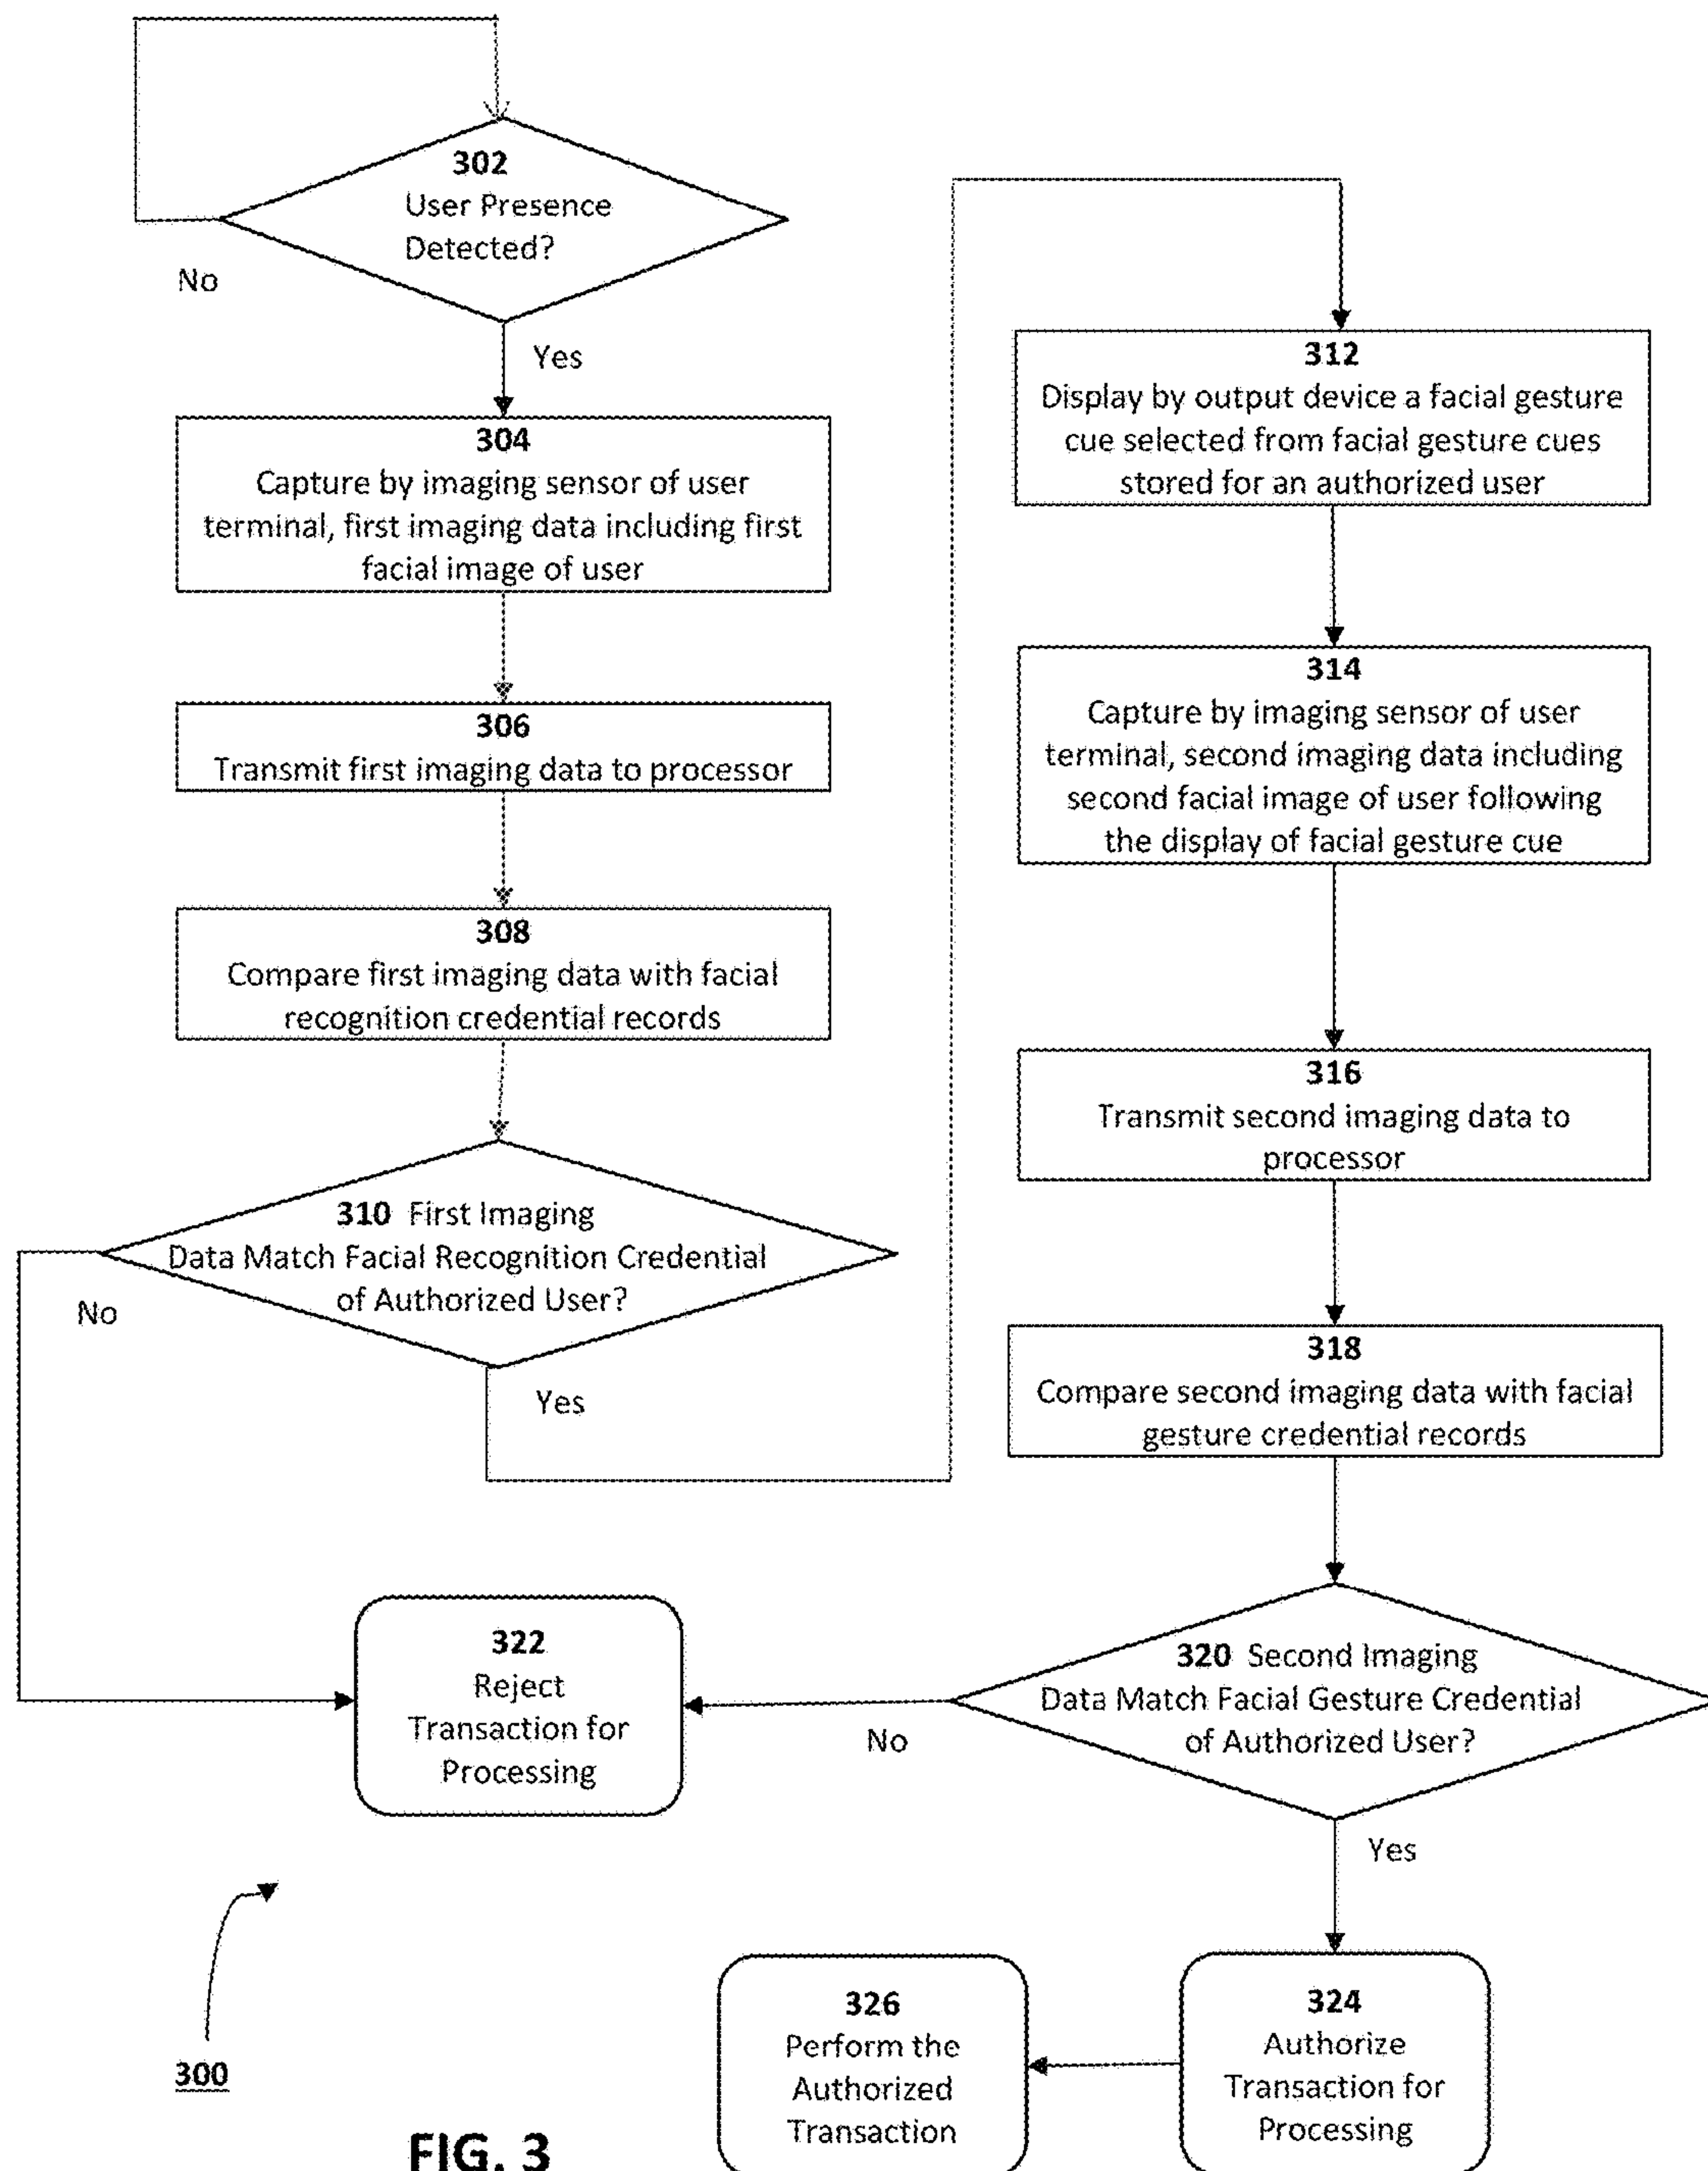 302
User Presence
Detected?
No
Yes
304
Capture by imaging sensor of user
terminal, first imaging data including first
facial image of user
306
Transmit first imaging data to processor
308
Compare first imaging data with facial
recognition credential records
310 First Imaging
Data Match Facial Recognition Credential
of Authorized User?
No
Yes
312
Display by output device a facial gesture
cue selected from facial gesture cues
stored for an authorized user
314
Capture by imaging sensor of user
terminal, second imaging data including
second facial image of user following
the display of facial gesture cue
316
Transmit second imaging data to
processor
318
Compare second imaging data with facial
gesture credential records
320 Second Imaging
Data Match Facial Gesture Credential
of Authorized User?
No
Yes
322
Reject
Transaction for
Processing
324
Authorize
Transaction for
Processing
326
Perform the
Authorized
Transaction
300
FIG. 3